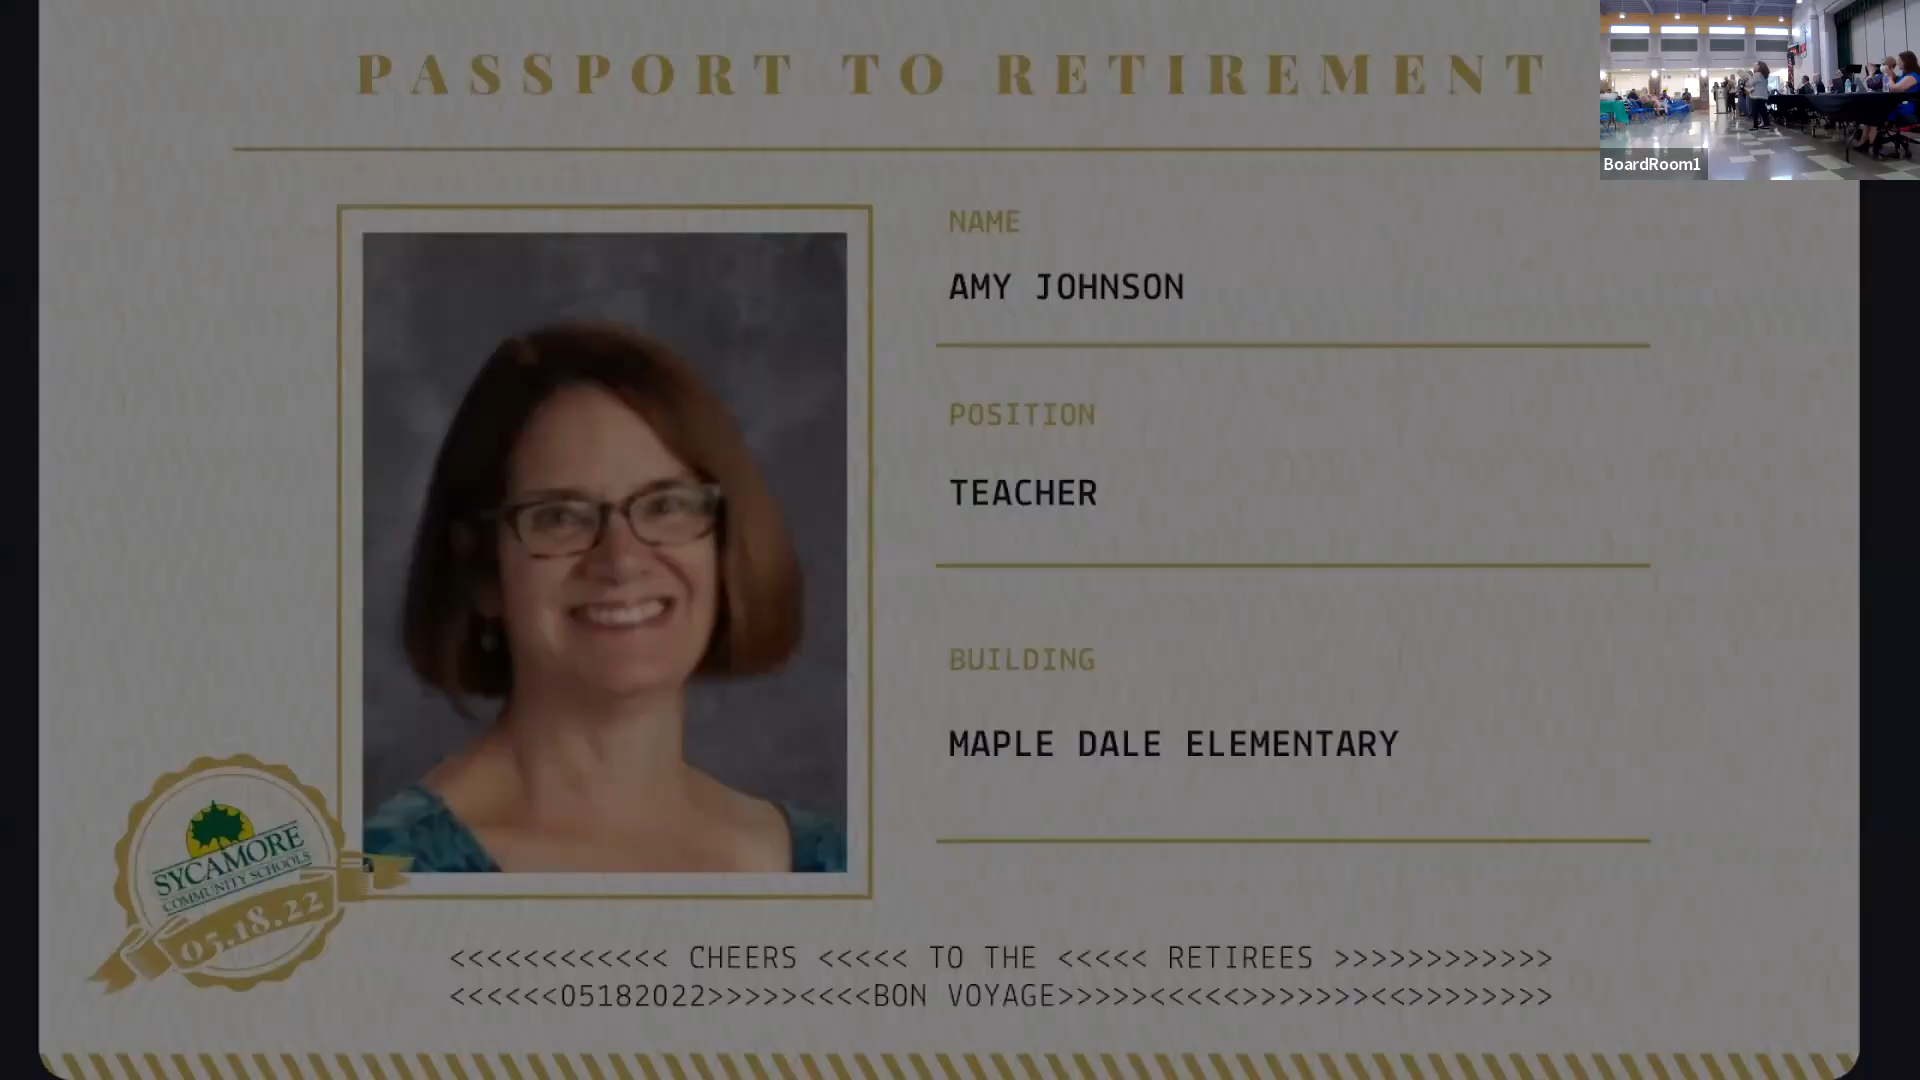 PASSPORT TO RETIREMENT
BoardRoom1
NAME
AMY JOHNSON
POSITION
TEACHER
BUILDING
MAPLE DALE ELEMENTARY
SYCAMORE
COMMUNITY SCHOOLS
05.18.22
<<<<<<<<<<<< CHEERS <<<<< TO THE <<<<< RETIREES >>>>>>>>>>>>
<<<<<<05182022>>>>><<<<BON VOYAGE>>>>><<<<<>>>>>>><<>>>>>>>>